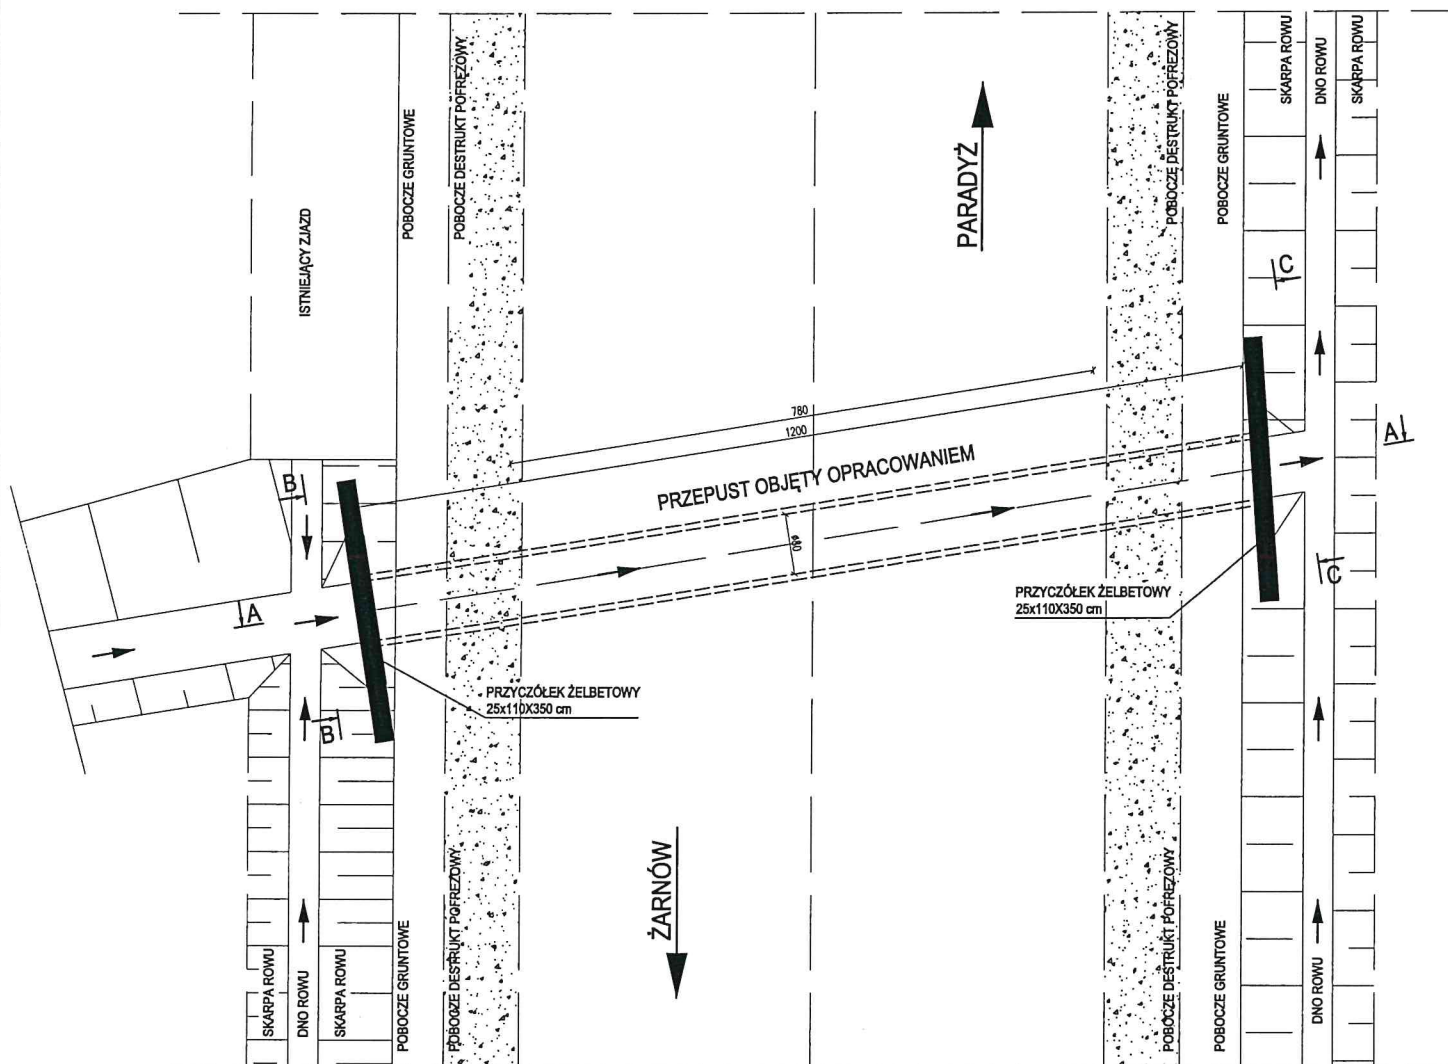 SKARPA ROWU
DNO ROWU
SKARPA ROWU
POBOCZE DESTRUKT POFREZOWY
POBOCZE DESTRUKT POFREZOWY
POBOCZE GRUNTOWE
POBOCZE GRUNTOWE
PARADYŻ
ISTNIEJĄCY ZJAZD
C
780
1200
A
PRZEPUST OBJĘTY OPRACOWANIEM
B
ø80
C
A
PRZYCZÓŁEK ŻELBETOWY
25x110X350 cm
PRZYCZÓŁEK ŻELBETOWY
25x110X350 cm
B
ŻARNÓW
SKARPA ROWU
DNO ROWU
SKARPA ROWU
POBOCZE GRUNTOWE
POBOCZE DESTRUKT POFREZOWY
POBOCZE DESTRUKT POFREZOWY
POBOCZE GRUNTOWE
DNO ROWU